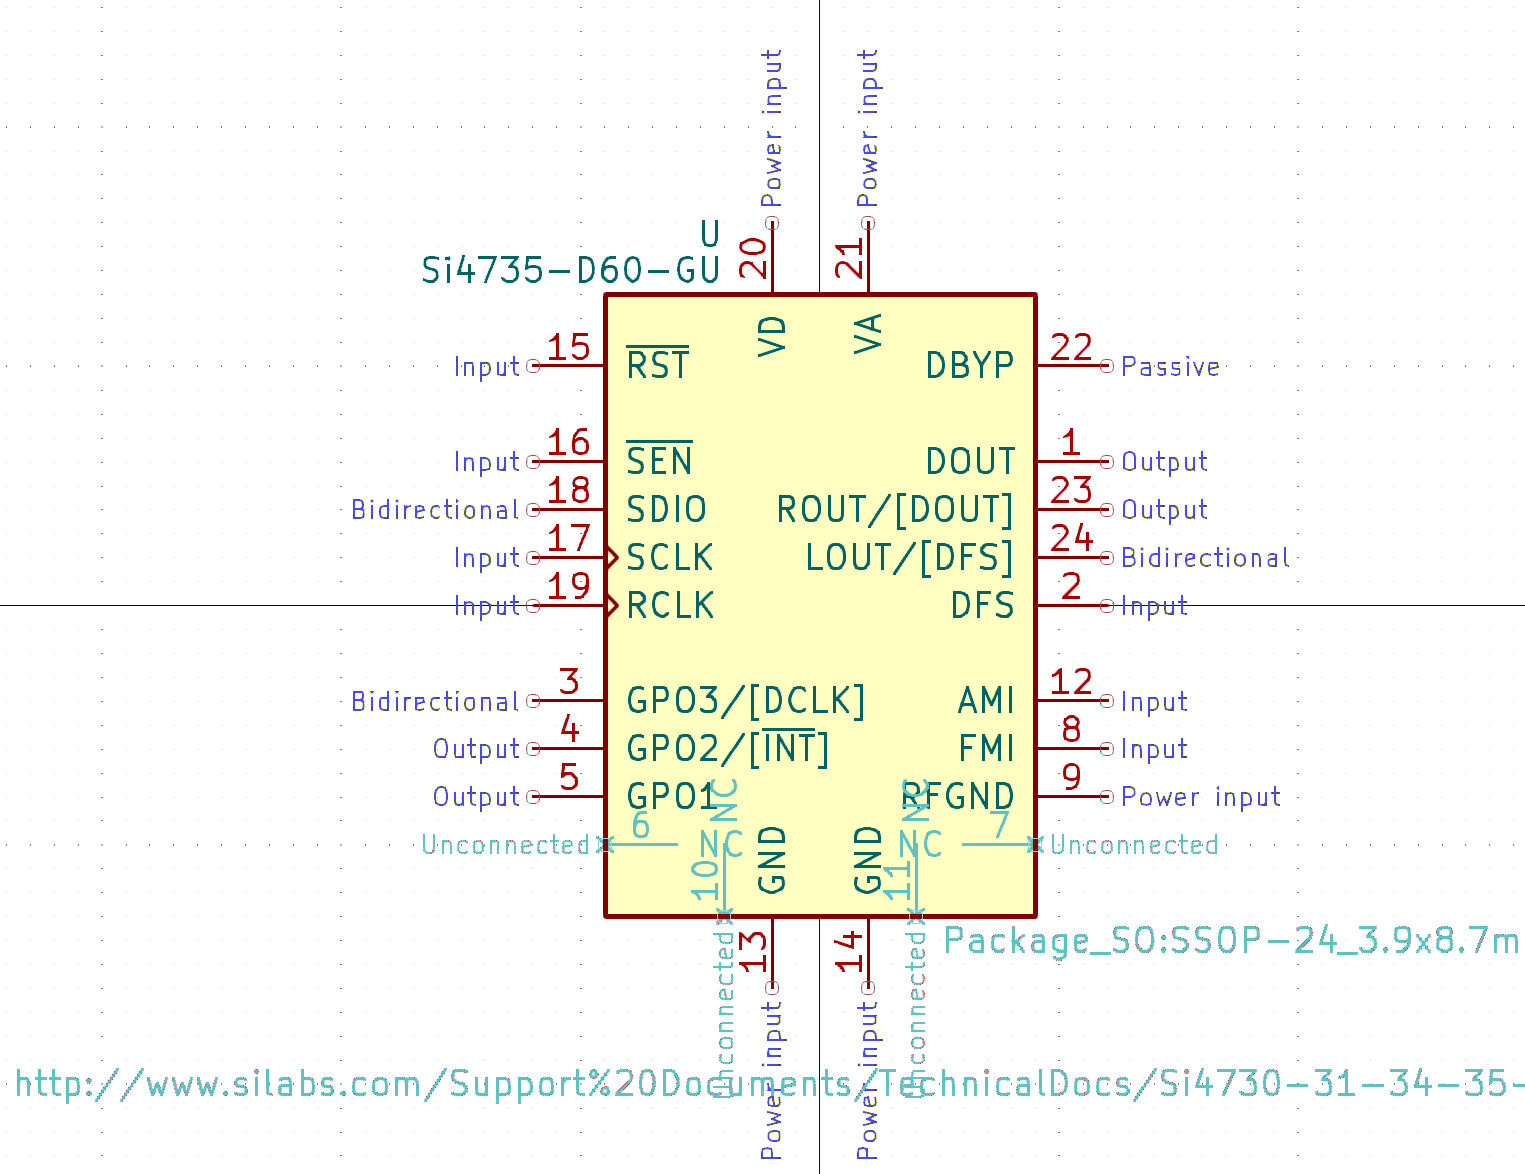 Power input
Power input
U
Si4735-D60-GU
20
21
VD
VA
Input 15 RST
DBYP 22 Passive
Input 16 SEN
DOUT 1 Output
Bidirectional 18 SDIO
ROUT/[DOUT] 23 Output
Input 17 SCLK
LOUT/[DFS] 24 Bidirectional
Input 19 RCLK
DFS 2 Input
Bidirectional 3 GPO3/[DCLK]
AMI 12 Input
Output 4 GPO2/[INT]
FMI 8 Input
Output 5 GPO1
RFGND 9 Power input
Unconnected 6 NC
NC 7 Unconnected
NC
10
GND
GND
NC
11
Unconnected
13
14
Unconnected
Package_SO:SSOP-24_3.9x8.7m
Power input
Power input
http://www.silabs.com/Support%20Documents/TechnicalDocs/Si4730-31-34-35-